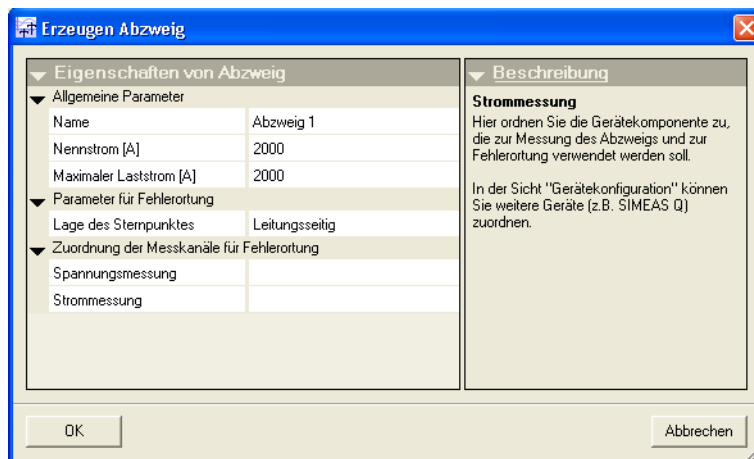 Erzeugen Abzweig
Eigenschaften von Abzweig
Allgemeine Parameter
Name Abzweig 1
Nennstrom [A] 2000
Maximaler Laststrom [A] 2000
Parameter für Fehlerortung
Lage des Sternpunktes Leitungsseitig
Zuordnung der Messkanäle für Fehlerortung
Spannungsmessung
Strommessung
Beschreibung
Strommessung
Hier ordnen Sie die Gerätekomponente zu,
die zur Messung des Abzweigs und zur
Fehlerortung verwendet werden soll.
In der Sicht "Gerätekonfiguration" können
Sie weitere Geräte (z.B. SIMEAS Q)
zuordnen.
OK
Abbrechen